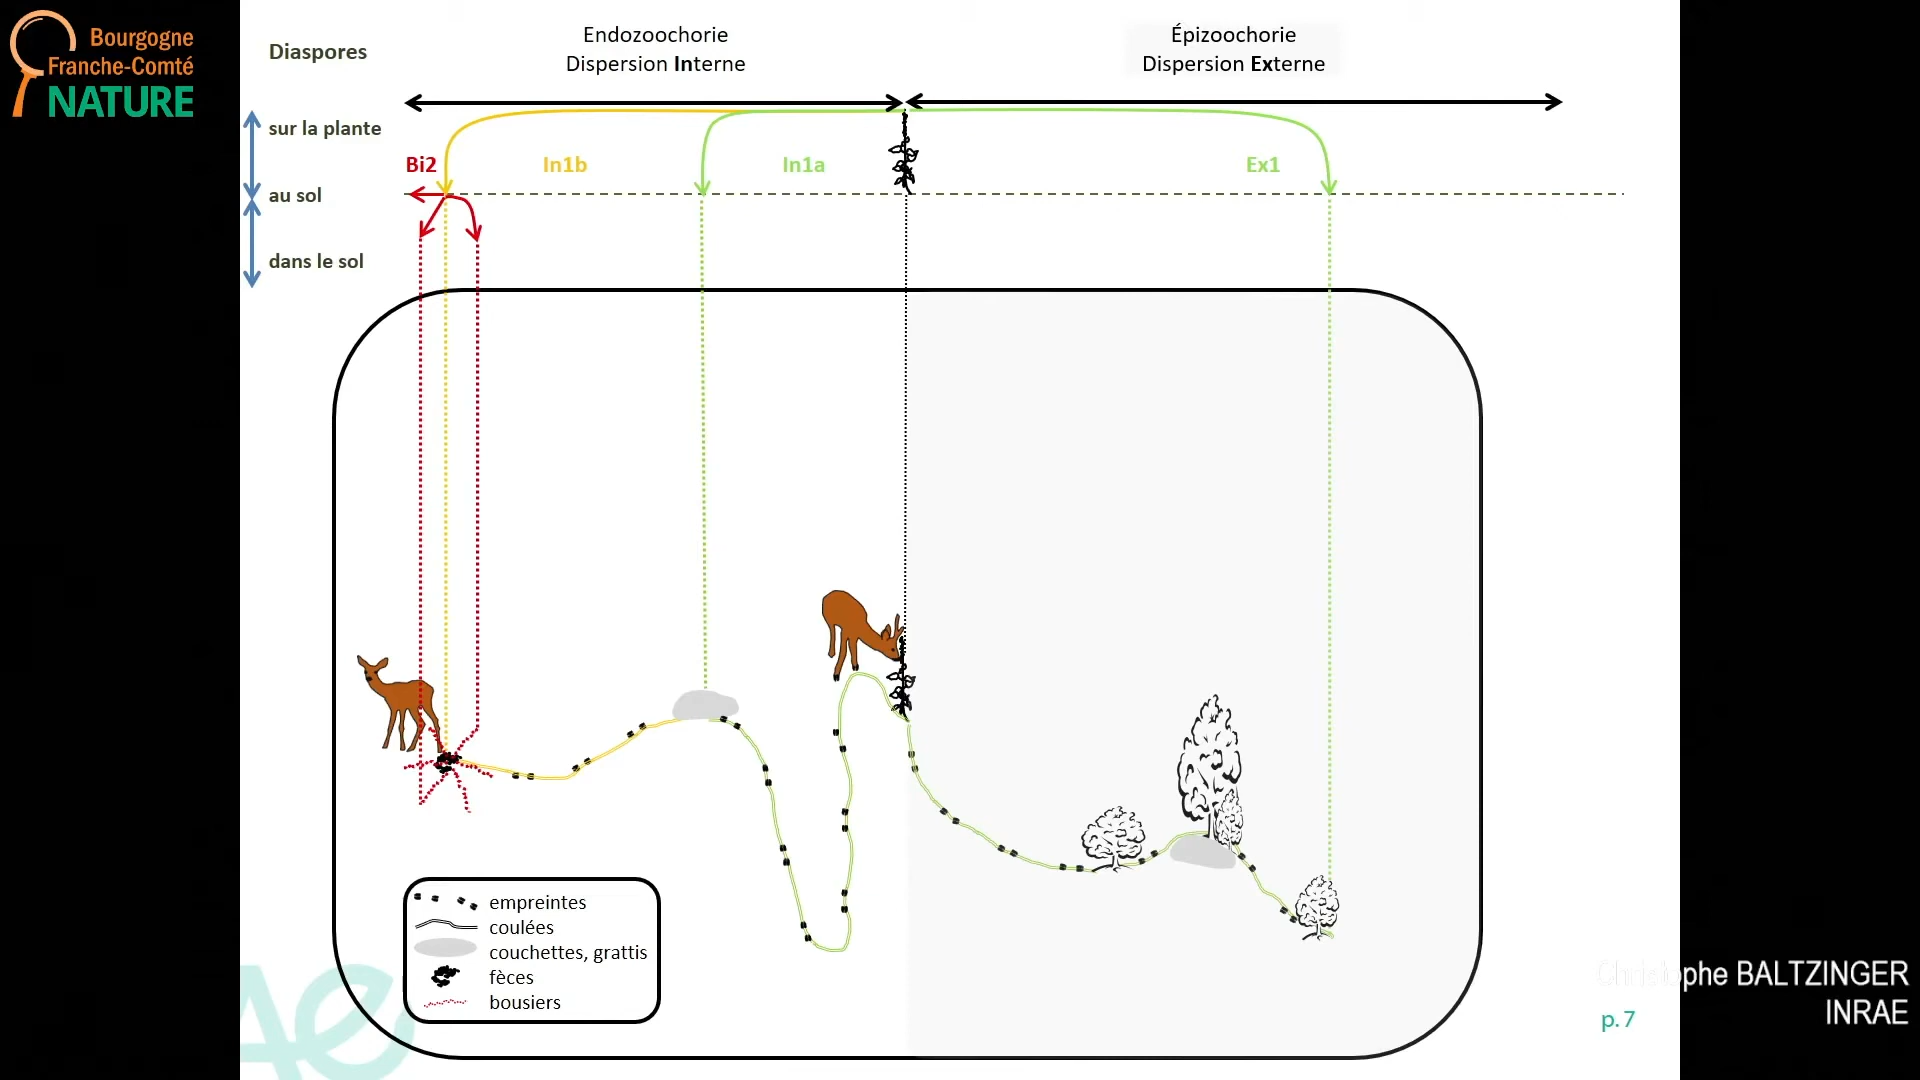 Bourgogne
Franche-Comté
NATURE
Diaspores
Endozoochorie
Dispersion Interne
Épizoochorie
Dispersion Externe
sur la plante
Bi2
In1b
In1a
Ex1
au sol
dans le sol
empreintes
coulées
couchettes, grattis
fèces
bousiers
Christophe BALTZINGER
INRAE
p. 7